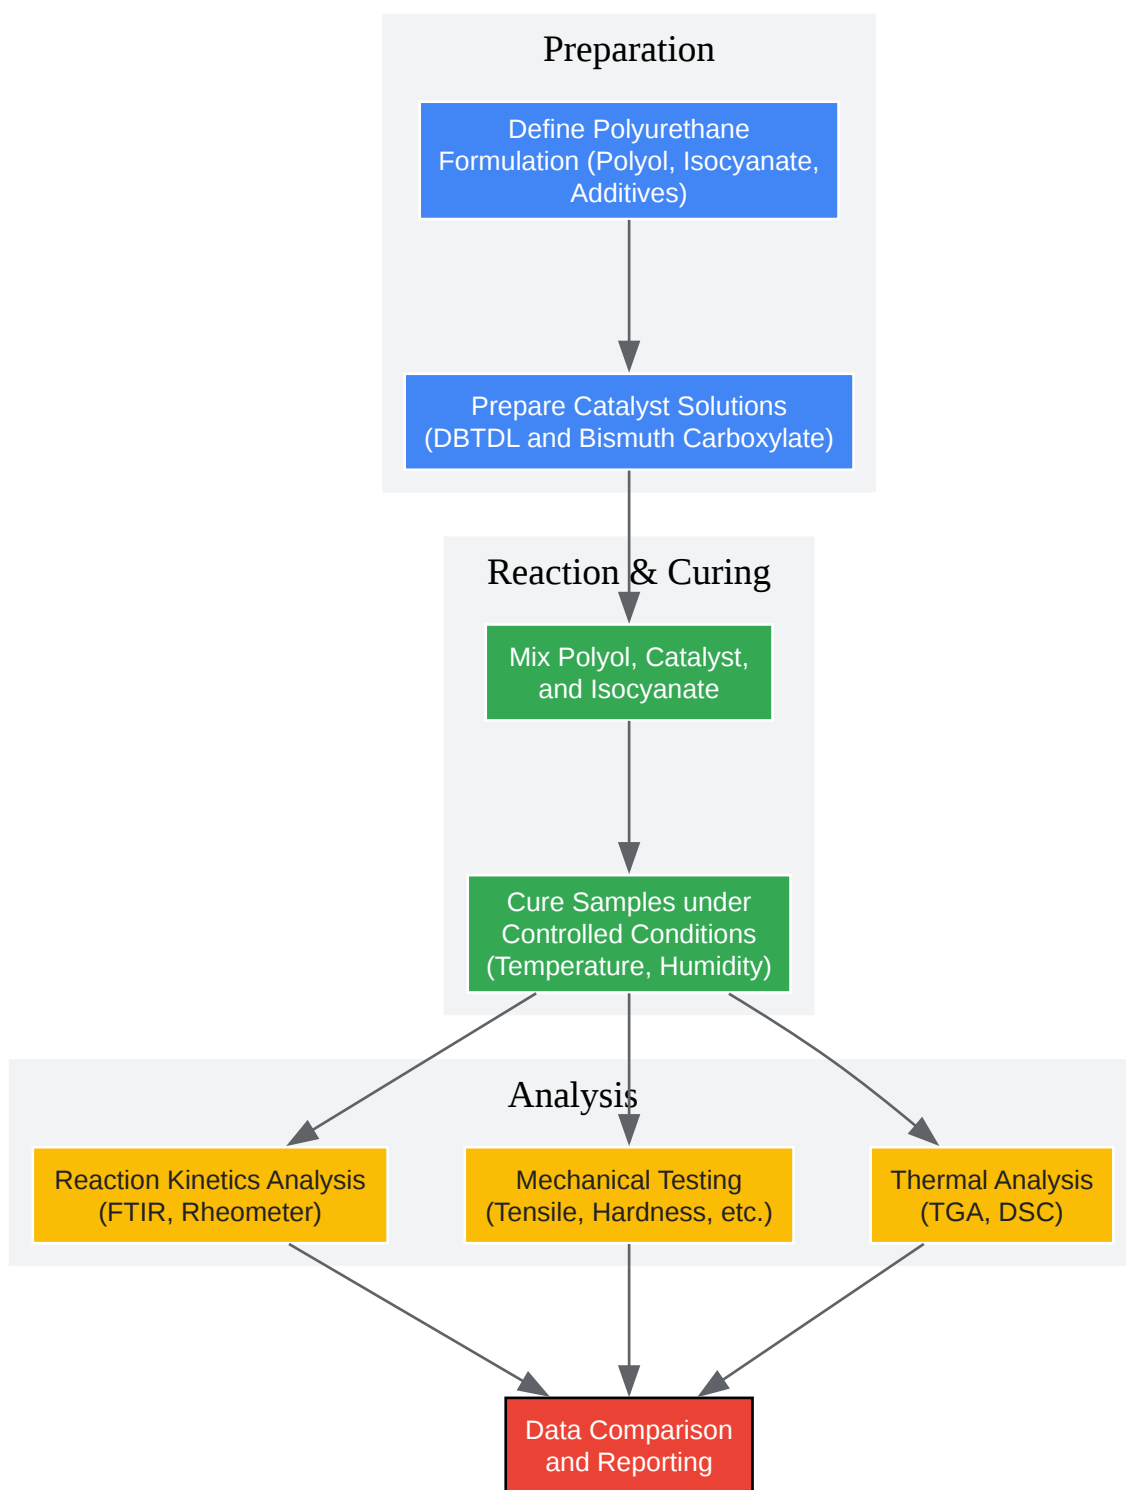 Preparation
Define Polyurethane
Formulation (Polyol, Isocyanate,
Additives)
Prepare Catalyst Solutions
(DBTDL and Bismuth Carboxylate)
Reaction & Curing
Mix Polyol, Catalyst,
and Isocyanate
Cure Samples under
Controlled Conditions
(Temperature, Humidity)
Analysis
Reaction Kinetics Analysis
(FTIR, Rheometer)
Mechanical Testing
(Tensile, Hardness, etc.)
Thermal Analysis
(TGA, DSC)
Data Comparison
and Reporting